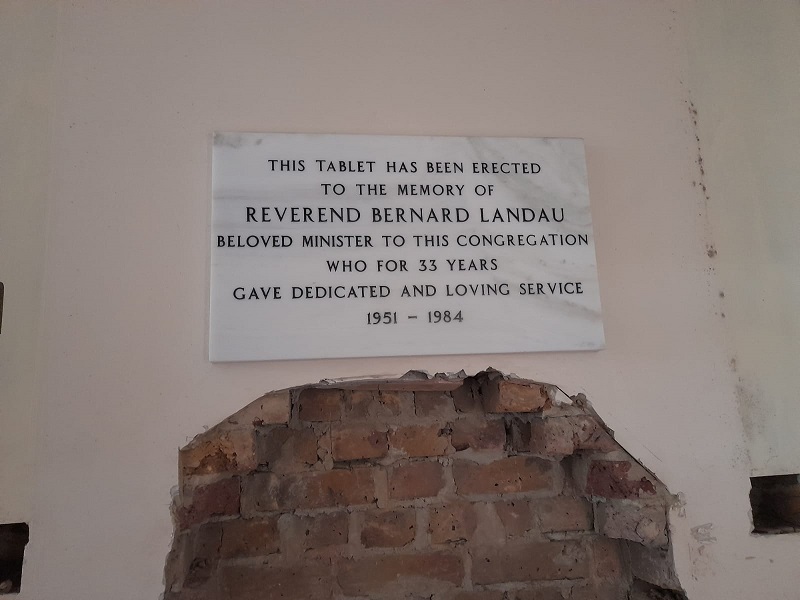 THIS TABLET HAS BEEN ERECTED
TO THE MEMORY OF
REVEREND BERNARD LANDAU
BELOVED MINISTER TO THIS CONGREGATION
WHO FOR 33 YEARS
GAVE DEDICATED AND LOVING SERVICE
1951 – 1984